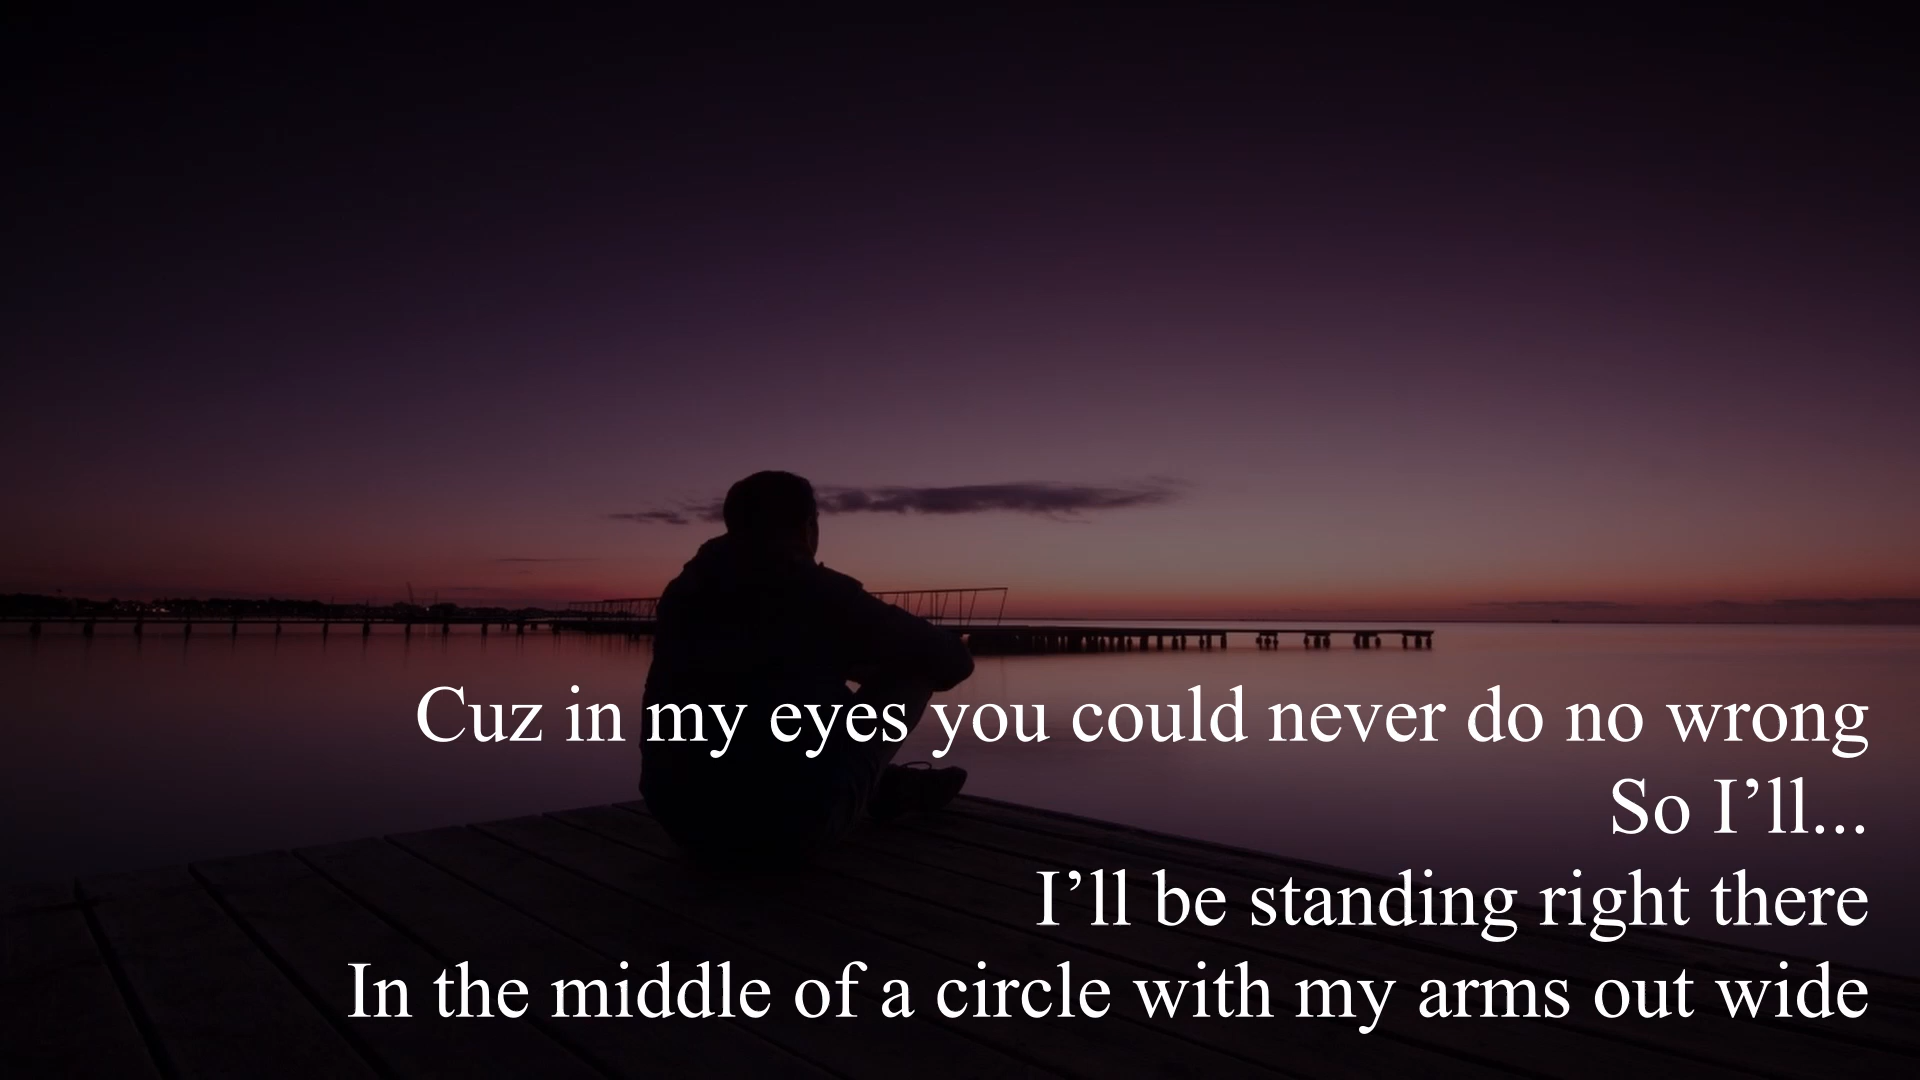 Cuz in my eyes you could never do no wrong
So I’ll...
I’ll be standing right there
In the middle of a circle with my arms out wide